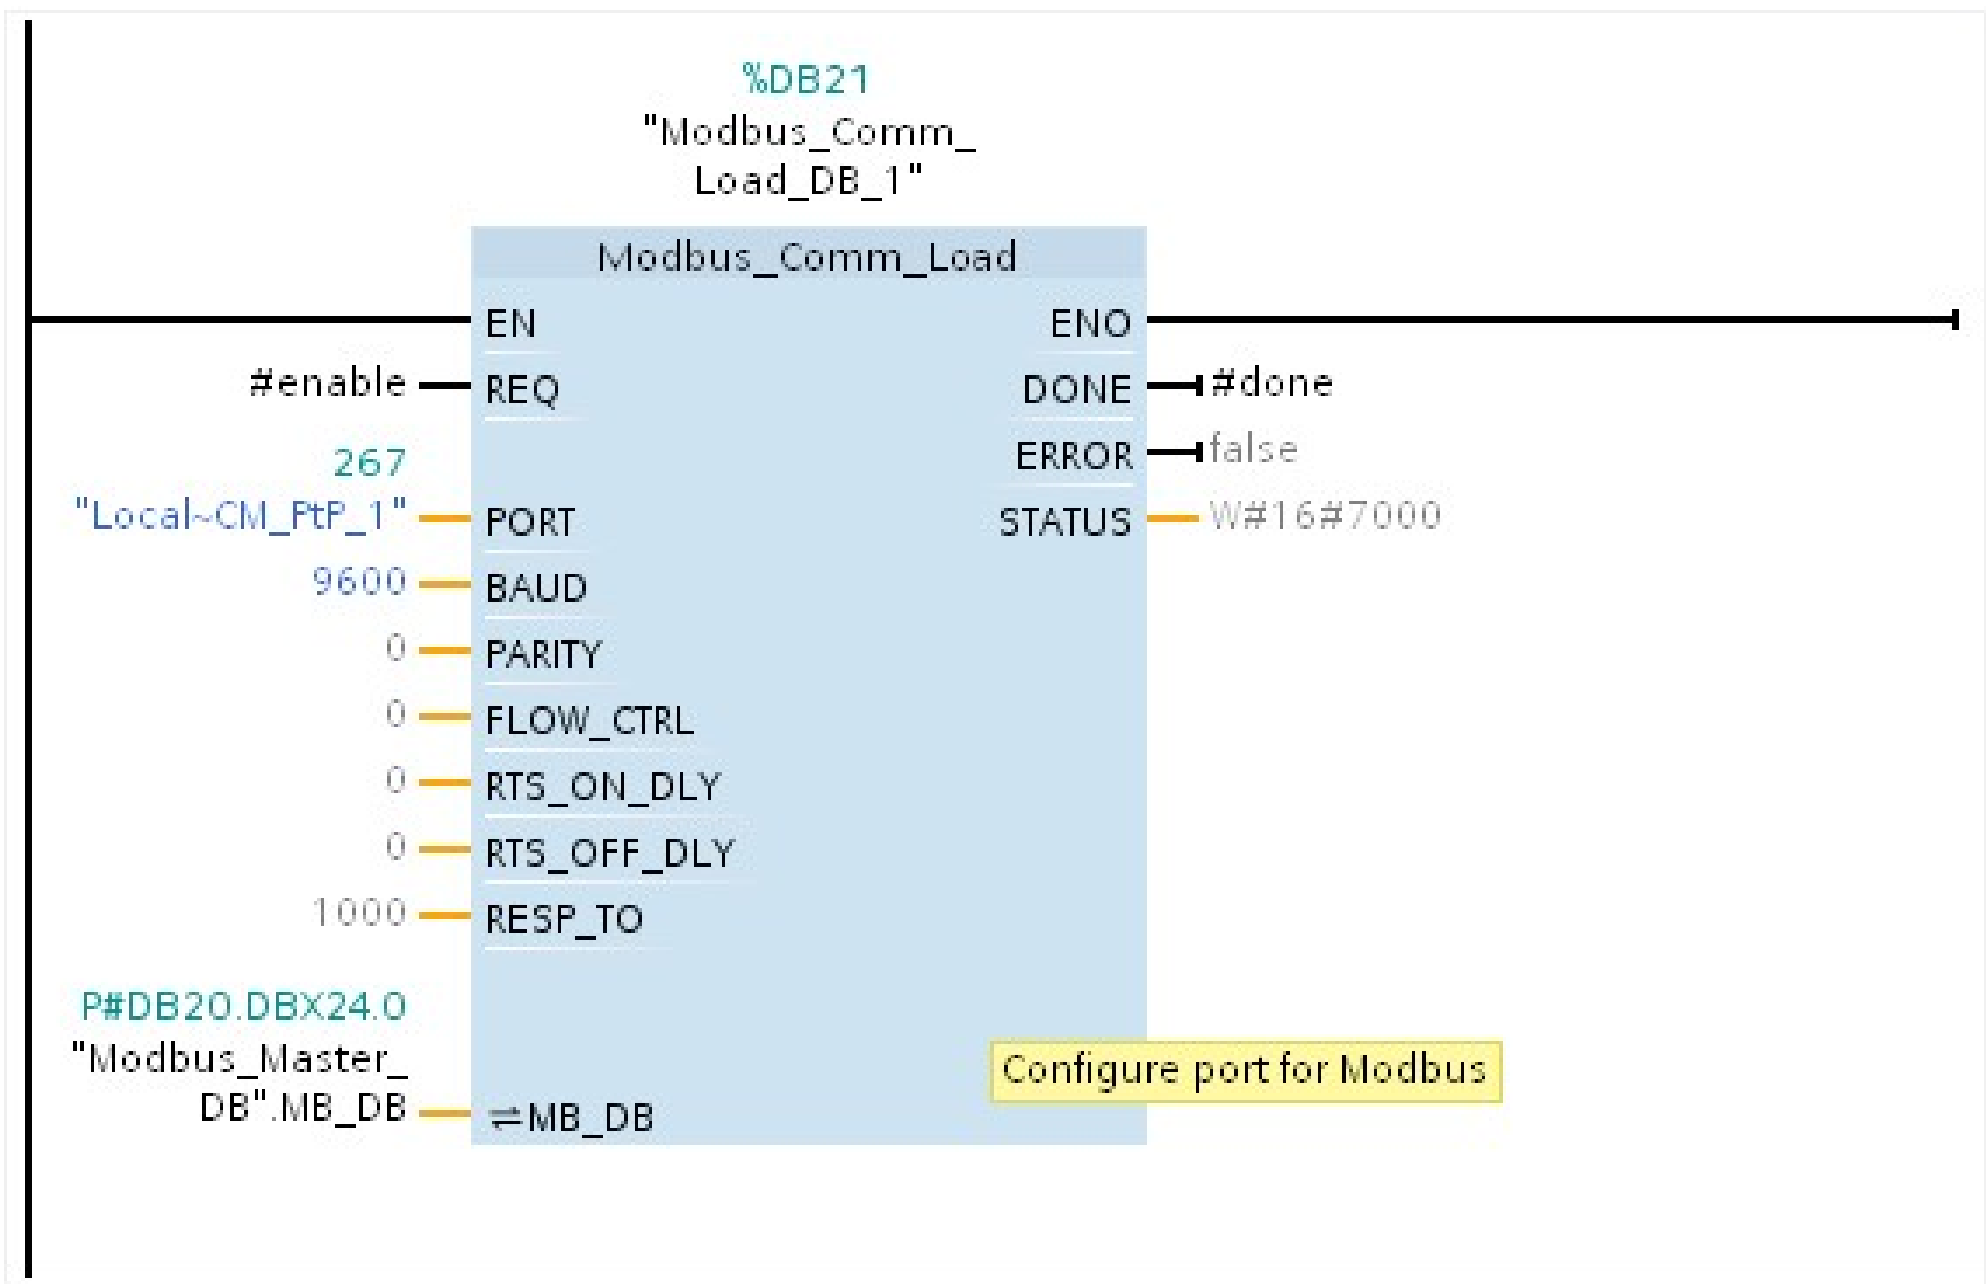 %DB21
"Modbus_Comm_
Load_DB_1"
Modbus_Comm_Load
EN
ENO
#enable
REQ
DONE
#done
ERROR
false
267
"Local~CM_PtP_1"
PORT
STATUS
W#16#7000
9600
BAUD
0
PARITY
0
FLOW_CTRL
0
RTS_ON_DLY
0
RTS_OFF_DLY
1000
RESP_TO
P#DB20.DBX24.0
"Modbus_Master_
DB".MB_DB
⇌MB_DB
Configure port for Modbus